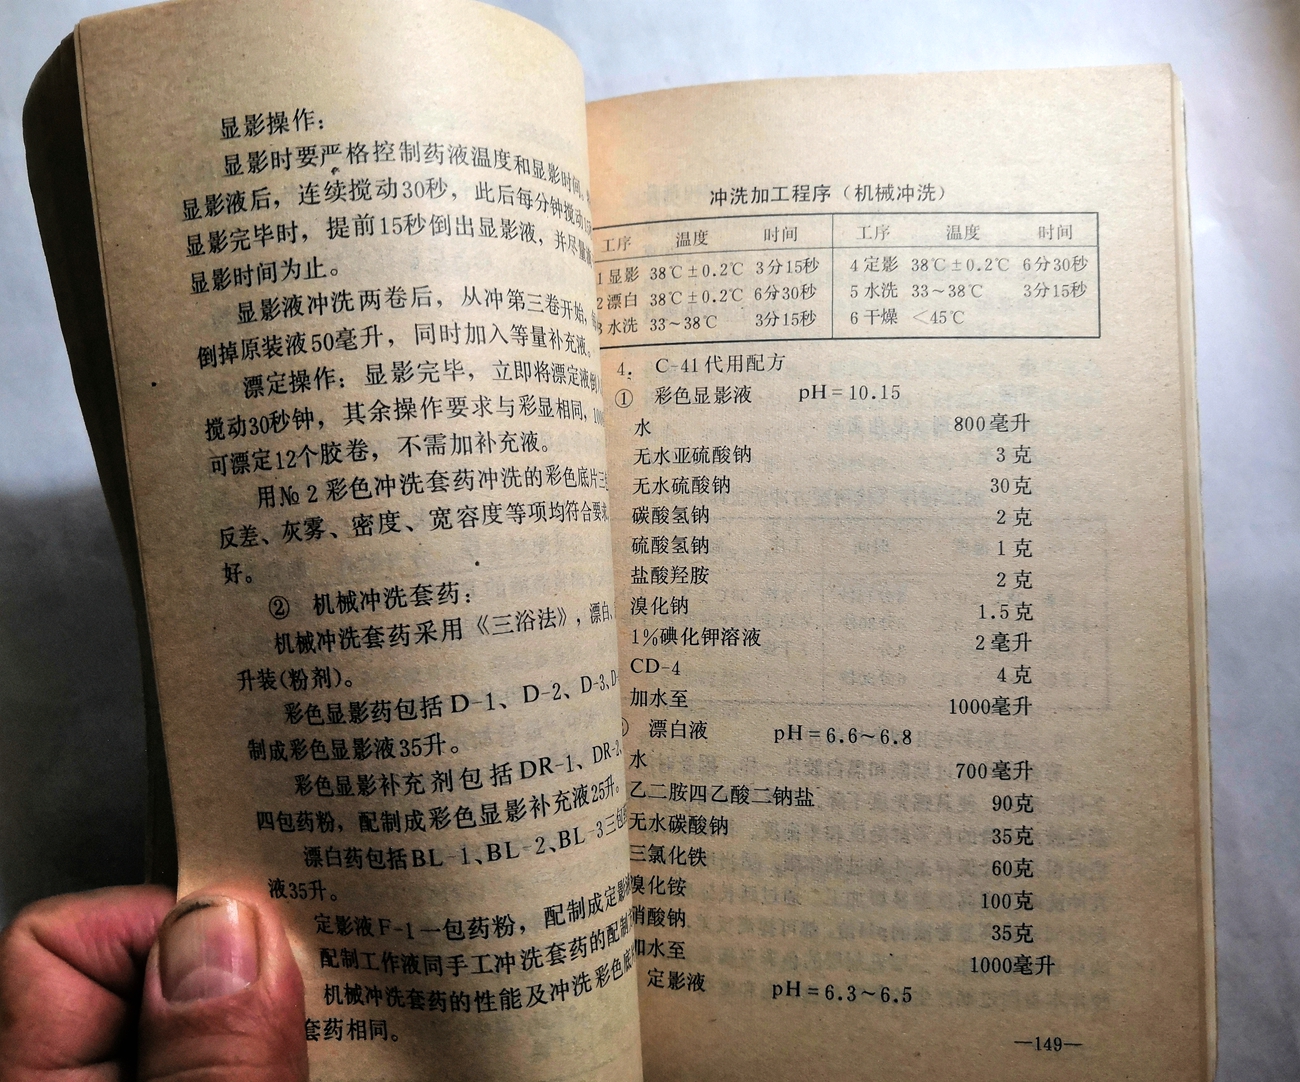 显影操作：
显影时要严格控制药液温度和显影时间。
显影液后，连续搅动30秒，此后每分钟搅动
显影完毕时，提前15秒倒出显影液，并尽量
显影时间为止。
显影液冲洗两卷后，从冲第三卷开始，
倒掉原装液50毫升，同时加入等量补充液。
漂定操作：显影完毕，立即将漂定液倒
搅动30秒钟，其余操作要求与彩显相同，
可漂定12个胶卷，不需加补充液。
用№2彩色冲洗套药冲洗的彩色底片三
反差、灰雾、密度、宽容度等项均符合要求
好。
② 机械冲洗套药：
机械冲洗套药采用《三浴法》，漂白、
升装（粉剂）。
彩色显影药包括D-1、D-2、D-3、
制成彩色显影液35升。
彩色显影补充剂包括DR-1、DR-2、
四包药粉，配制成彩色显影补充液25升。
漂白药包括BL-1、BL-2、BL-3三包
液35升。
定影液F-1一包药粉，配制成定影液
配制工作液同手工冲洗套药的配制
机械冲洗套药的性能及冲洗彩色底
套药相同。
冲洗加工程序（机械冲洗）
工序 温度 时间 工序 温度 时间
1显影 38℃±0.2℃ 3分15秒 4定影 38℃±0.2℃ 6分30秒
2漂白 38℃±0.2℃ 6分30秒 5水洗 33～38℃ 3分15秒
3水洗 33～38℃ 3分15秒 6干燥 ＜45℃
4. C-41代用配方
① 彩色显影液 pH=10.15
水 800毫升
无水亚硫酸钠 3克
无水硫酸钠 30克
碳酸氢钠 2克
硫酸氢钠 1克
盐酸羟胺 2克
溴化钠 1.5克
1%碘化钾溶液 2毫升
CD-4 4克
加水至 1000毫升
漂白液 pH=6.6～6.8
水 700毫升
乙二胺四乙酸二钠盐 90克
无水碳酸钠 35克
三氯化铁 60克
溴化铵 100克
硝酸钠 35克
加水至 1000毫升
定影液 pH=6.3～6.5
—149—